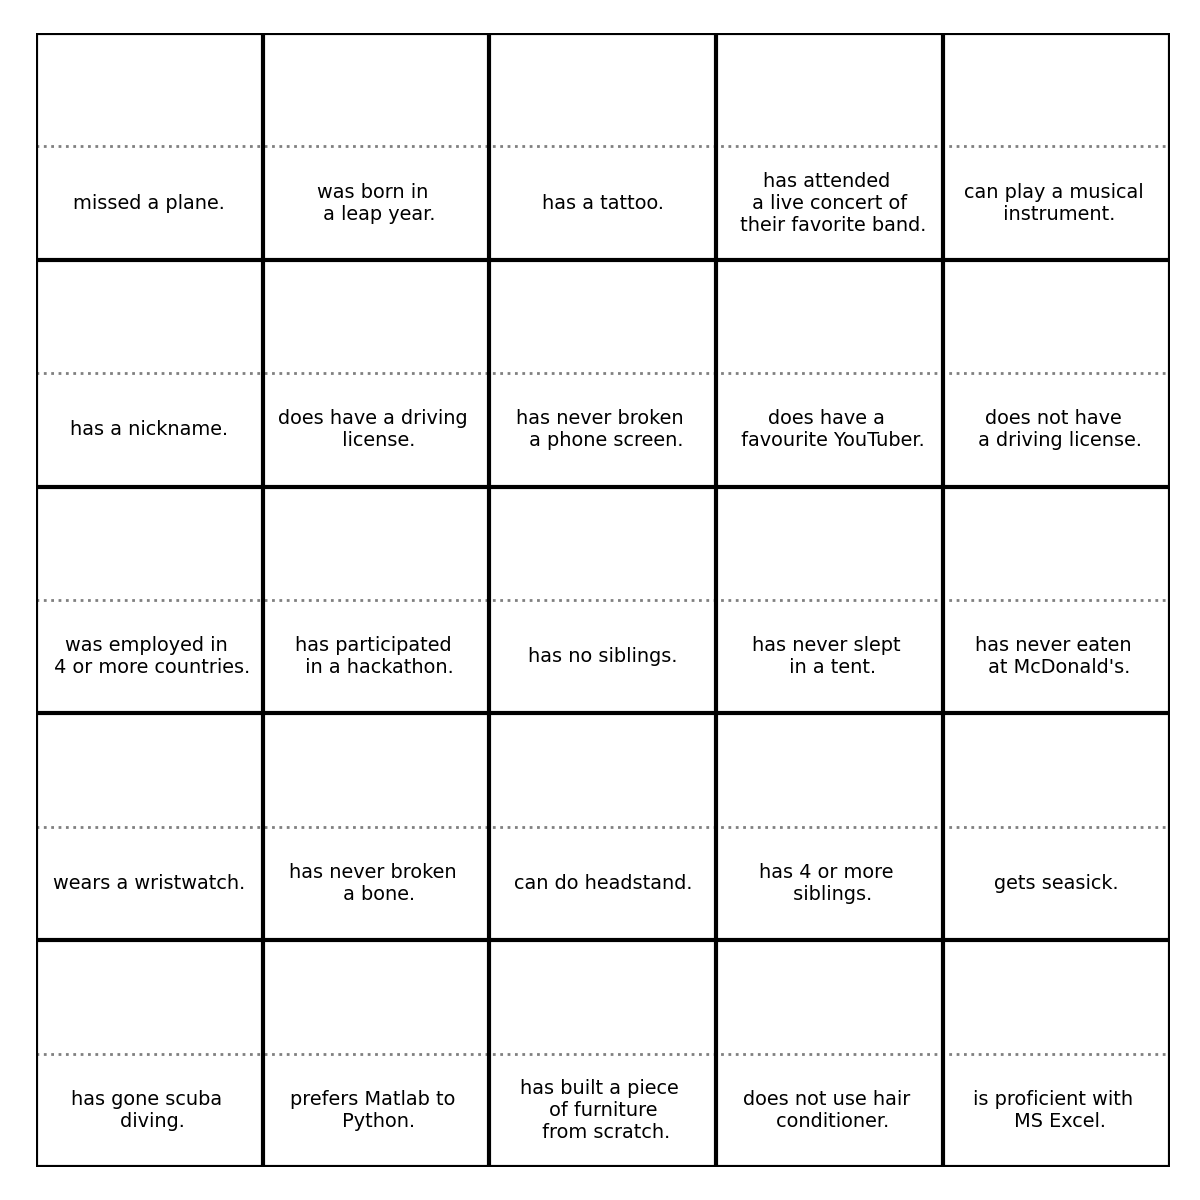 missed a plane.
was born in
a leap year.
has a tattoo.
has attended
a live concert of
their favorite band.
can play a musical
instrument.
has a nickname.
does have a driving
license.
has never broken
a phone screen.
does have a
favourite YouTuber.
does not have
a driving license.
was employed in
4 or more countries.
has participated
in a hackathon.
has no siblings.
has never slept
in a tent.
has never eaten
at McDonald's.
wears a wristwatch.
has never broken
a bone.
can do headstand.
has 4 or more
siblings.
gets seasick.
has gone scuba
diving.
prefers Matlab to
Python.
has built a piece
of furniture
from scratch.
does not use hair
conditioner.
is proficient with
MS Excel.